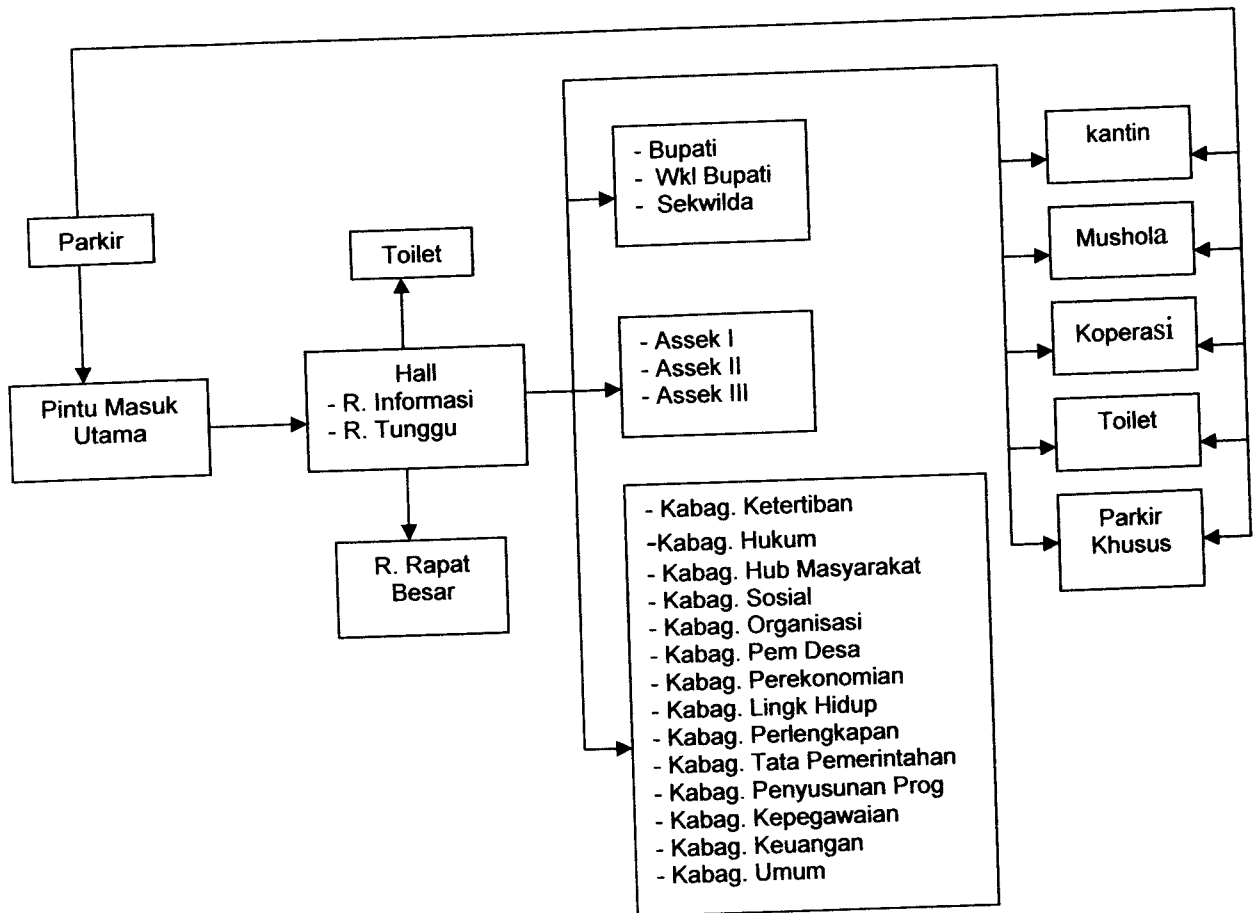 Parkir
Pintu Masuk
Utama
Toilet
Hall
- R. Informasi
- R. Tunggu
R. Rapat
Besar
- Bupati
- Wkl Bupati
- Sekwilda
- Assek I
- Assek II
- Assek III
- Kabag. Ketertiban
-Kabag. Hukum
- Kabag. Hub Masyarakat
- Kabag. Sosial
- Kabag. Organisasi
- Kabag. Pem Desa
- Kabag. Perekonomian
- Kabag. Lingk Hidup
- Kabag. Perlengkapan
- Kabag. Tata Pemerintahan
- Kabag. Penyusunan Prog
- Kabag. Kepegawaian
- Kabag. Keuangan
- Kabag. Umum
kantin
Mushola
Koperasi
Toilet
Parkir
Khusus